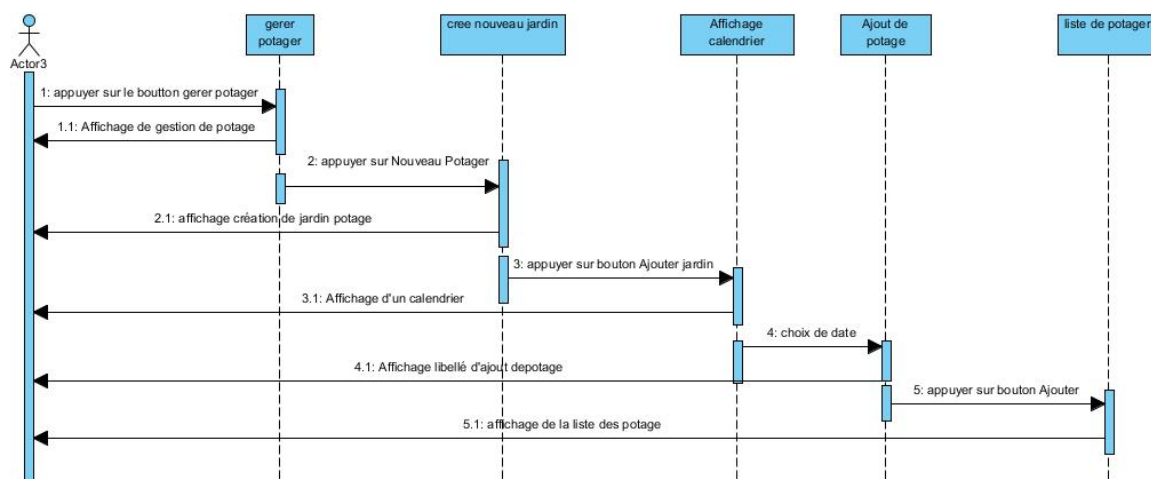 Actor3
gerer
potager
cree nouveau jardin
Affichage
calendrier
Ajout de
potage
liste de potager
1: appuyer sur le boutton gerer potager
1.1: Affichage de gestion de potage
2: appuyer sur Nouveau Potager
2.1: affichage création de jardin potage
3: appuyer sur bouton Ajouter jardin
3.1: Affichage d'un calendrier
4: choix de date
4.1: Affichage libellé d'ajout depotage
5: appuyer sur bouton Ajouter
5.1: affichage de la liste des potage